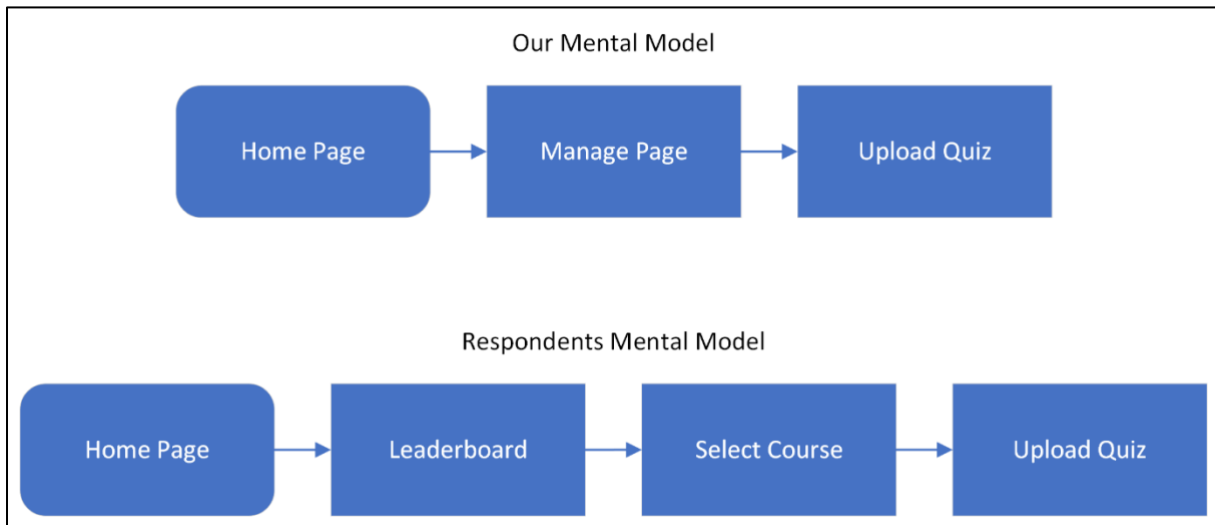 Our Mental Model
Home Page
Manage Page
Upload Quiz
Respondents Mental Model
Home Page
Leaderboard
Select Course
Upload Quiz